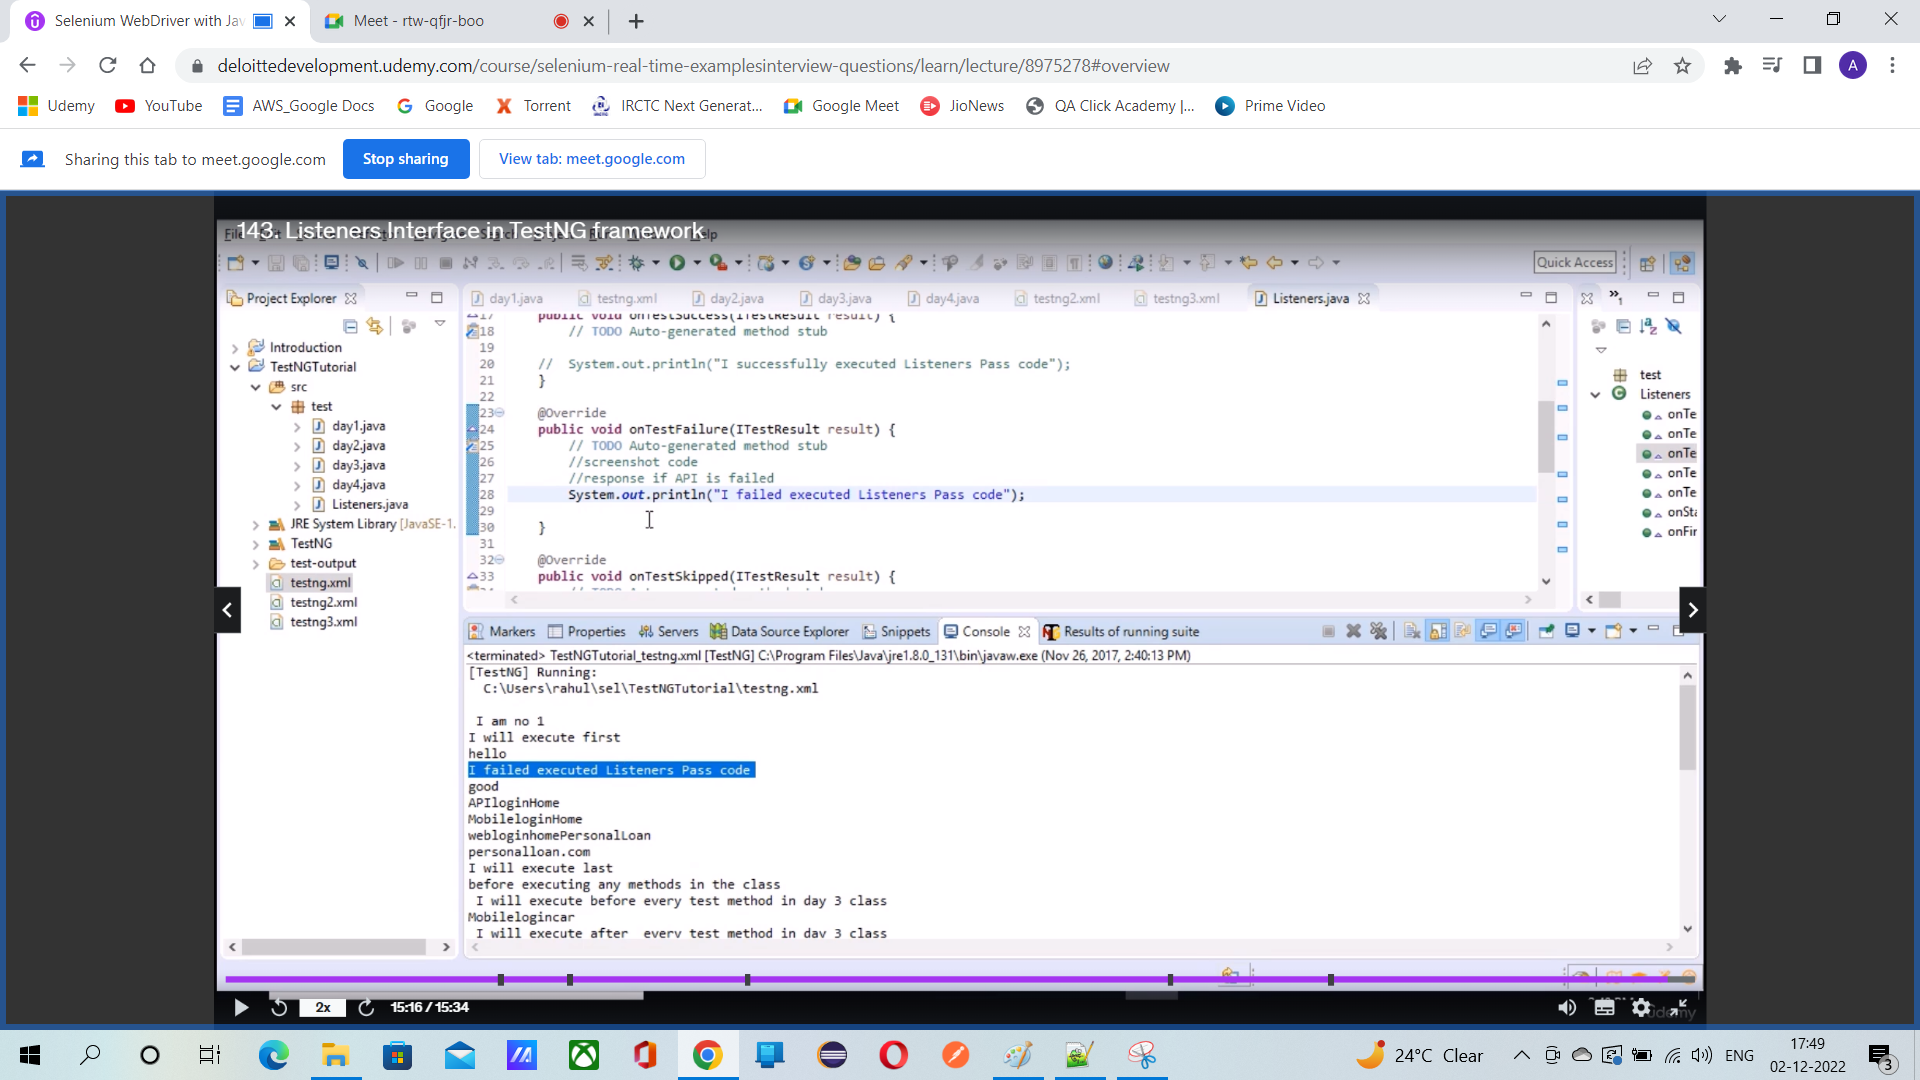 Selenium WebDriver with Jav
Meet - rtw-qfjr-boo
deloittedevelopment.udemy.com/course/selenium-real-time-examplesinterview-questions/learn/lecture/8975278#overview
A
Udemy
YouTube
AWS_Google Docs
Google
Torrent
IRCTC Next Generat...
Google Meet
JioNews
QA Click Academy |...
Prime Video
Sharing this tab to meet.google.com
Stop sharing
View tab: meet.google.com
143. Listeners Interface in TestNG framework
Quick Access
Project Explorer
day1.java
testng.xml
day2.java
day3.java
day4.java
testng2.xml
testng3.xml
Listeners.java
Introduction
TestNGTutorial
src
test
day1.java
day2.java
day3.java
day4.java
Listeners.java
JRE System Library [JavaSE-1.
TestNG
test-output
testng.xml
testng2.xml
testng3.xml
17 public void onTestSuccess(ITestResult result) {
18 // TODO Auto-generated method stub
19
20 // System.out.println("I successfully executed Listeners Pass code");
21 }
22
23 @Override
24 public void onTestFailure(ITestResult result) {
25 // TODO Auto-generated method stub
26 //screenshot code
27 //response if API is failed
28 System.out.println("I failed executed Listeners Pass code");
29
30 }
31
32 @Override
33 public void onTestSkipped(ITestResult result) {
test
Listeners
onTe
onTe
onTe
onTe
onTe
onSta
onFir
Markers
Properties
Servers
Data Source Explorer
Snippets
Console
Results of running suite
<terminated> TestNGTutorial_testng.xml [TestNG] C:\Program Files\Java\jre1.8.0_131\bin\javaw.exe (Nov 26, 2017, 2:40:13 PM)
[TestNG] Running:
C:\Users\rahul\sel\TestNGTutorial\testng.xml
I am no 1
I will execute first
hello
I failed executed Listeners Pass code
good
APIloginHome
MobileloginHome
webloginhomePersonalLoan
personalloan.com
I will execute last
before executing any methods in the class
I will execute before every test method in day 3 class
Mobilelogincar
I will execute after every test method in day 3 class
2x
15:16 / 15:34
24°C Clear
ENG
17:49
02-12-2022
3